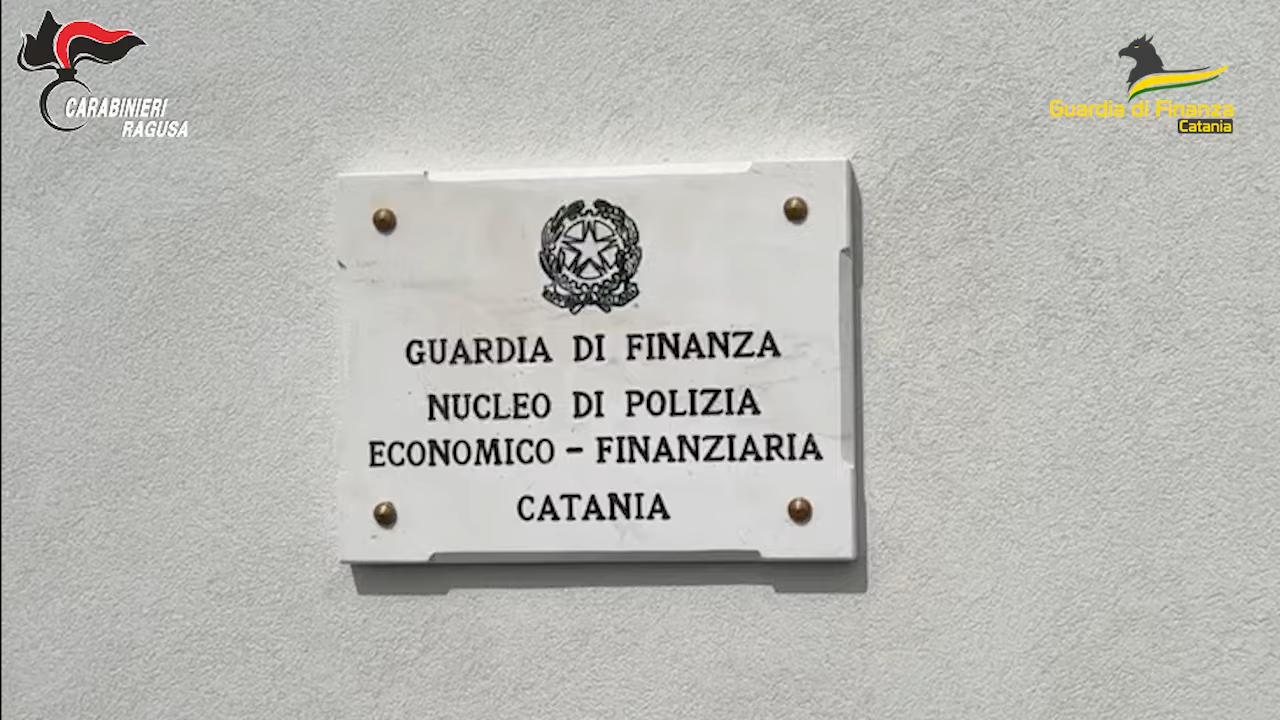 CARABINIERI
RAGUSA
Guardia di Finanza
Catania
GUARDIA DI FINANZA
NUCLEO DI POLIZIA
ECONOMICO - FINANZIARIA
CATANIA